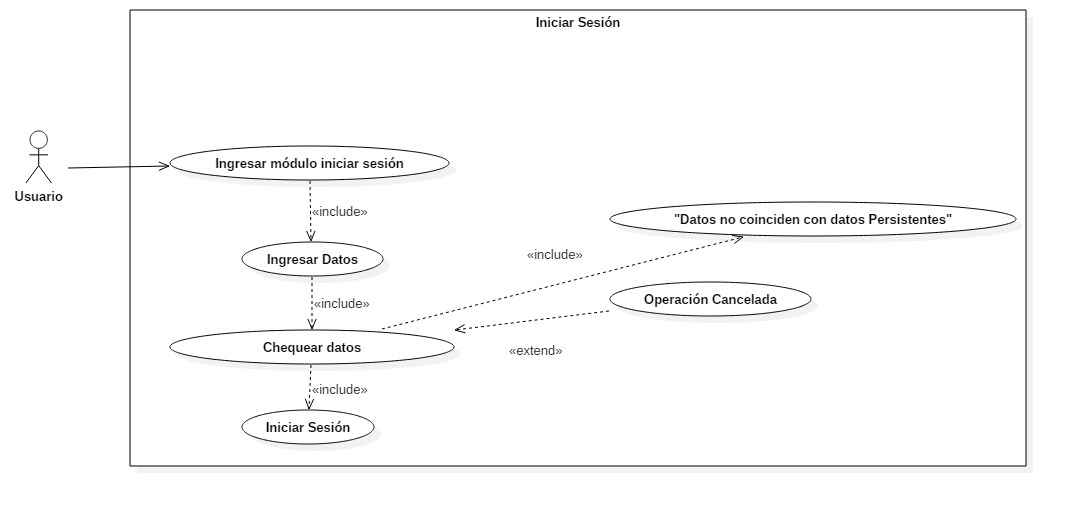 Iniciar Sesión
Usuario
Ingresar módulo iniciar sesión
«include»
"Datos no coinciden con datos Persistentes"
Ingresar Datos
«include»
«include»
Operación Cancelada
Chequear datos
«extend»
«include»
Iniciar Sesión